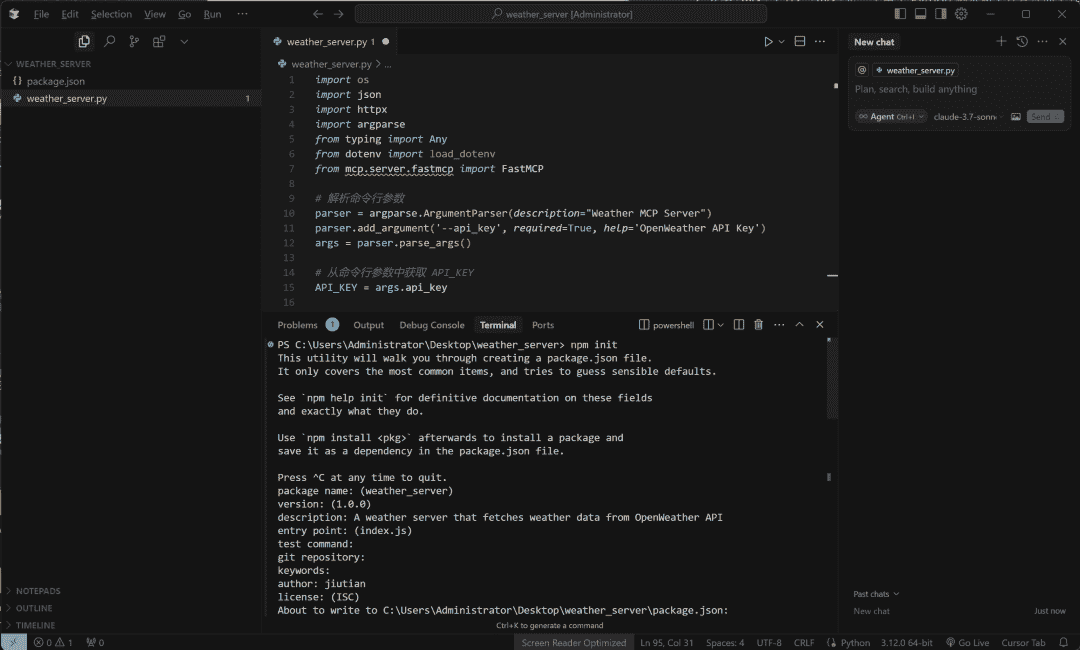 File Edit Selection View Go Run ···
weather_server [Administrator]
WEATHER_SERVER
{} package.json
weather_server.py 1
NOTEPADS
OUTLINE
TIMELINE
weather_server.py 1
weather_server.py > ...
1 import os
2 import json
3 import httpx
4 import argparse
5 from typing import Any
6 from dotenv import load_dotenv
7 from mcp.server.fastmcp import FastMCP
8
9 # 解析命令行参数
10 parser = argparse.ArgumentParser(description="Weather MCP Server")
11 parser.add_argument('--api_key', required=True, help='OpenWeather API Key')
12 args = parser.parse_args()
13
14 # 从命令行参数中获取 API_KEY
15 API_KEY = args.api_key
16
Problems 1 Output Debug Console Terminal Ports powershell
PS C:\Users\Administrator\Desktop\weather_server> npm init
This utility will walk you through creating a package.json file.
It only covers the most common items, and tries to guess sensible defaults.
See `npm help init` for definitive documentation on these fields
and exactly what they do.
Use `npm install <pkg>` afterwards to install a package and
save it as a dependency in the package.json file.
Press ^C at any time to quit.
package name: (weather_server)
version: (1.0.0)
description: A weather server that fetches weather data from OpenWeather API
entry point: (index.js)
test command:
git repository:
keywords:
author: jiutian
license: (ISC)
About to write to C:\Users\Administrator\Desktop\weather_server\package.json:
Ctrl+K to generate a command
New chat
@ weather_server.py
Plan, search, build anything
∞ Agent Ctrl+I claude-3.7-sonn Send
Past chats
New chat Just now
0 1 0 Screen Reader Optimized Ln 95, Col 31 Spaces: 4 UTF-8 CRLF Python 3.12.0 64-bit Go Live Cursor Tab